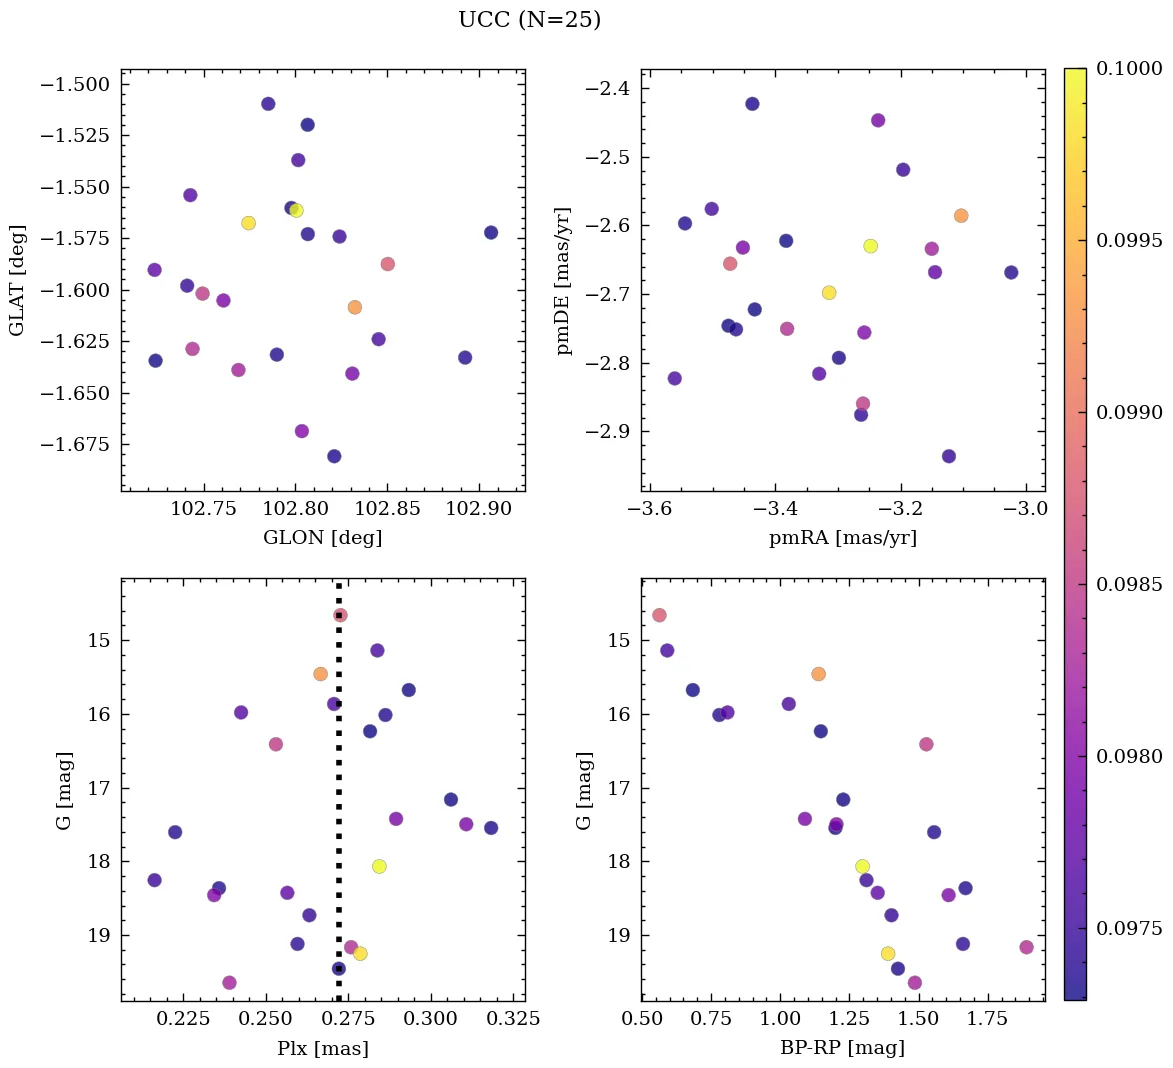 UCC (N=25)
−1.500
−1.525
−1.550
−1.575
−1.600
−1.625
−1.650
−1.675
GLAT [deg]
102.75 102.80 102.85 102.90
GLON [deg]
−2.4
−2.5
−2.6
−2.7
−2.8
−2.9
pmDE [mas/yr]
−3.6 −3.4 −3.2 −3.0
pmRA [mas/yr]
15
16
17
18
19
G [mag]
0.225 0.250 0.275 0.300 0.325
Plx [mas]
15
16
17
18
19
G [mag]
0.50 0.75 1.00 1.25 1.50 1.75
BP-RP [mag]
0.1000
0.0995
0.0990
0.0985
0.0980
0.0975